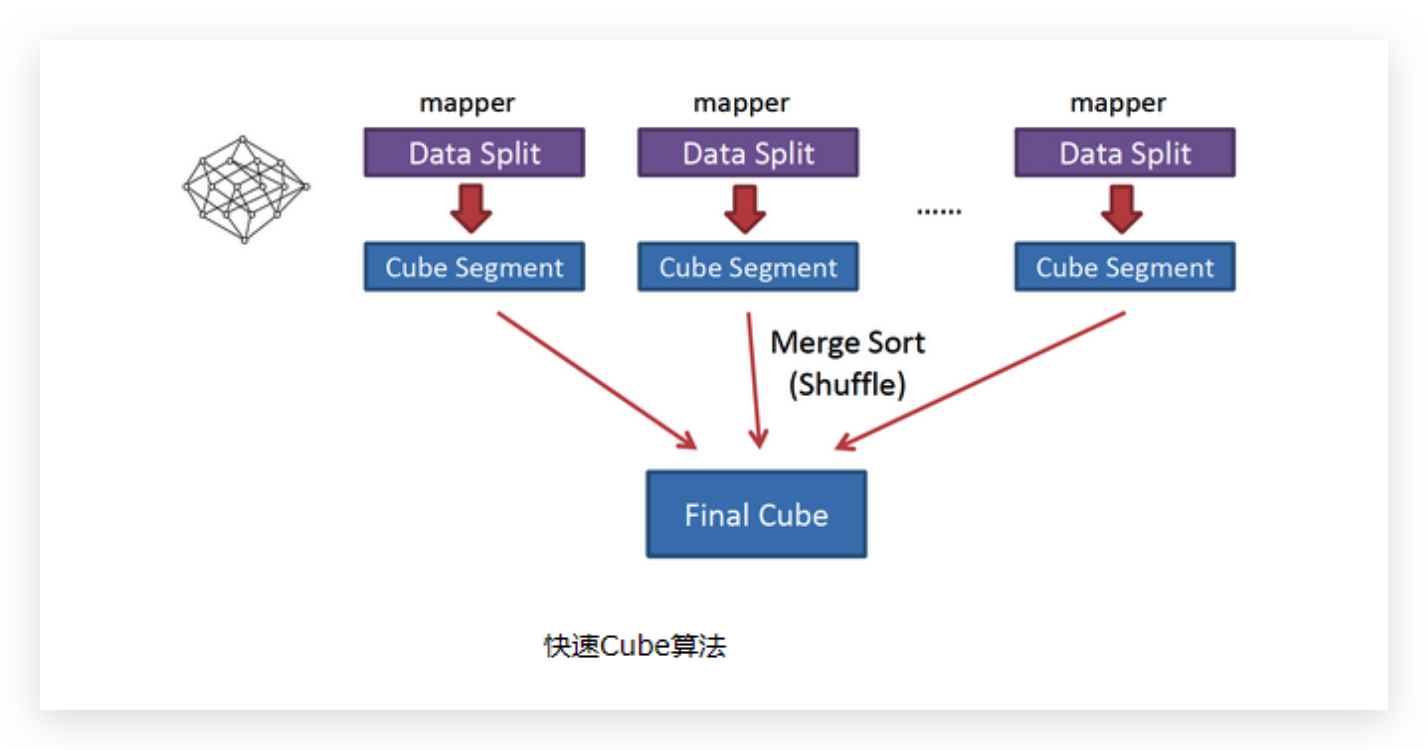 mapper mapper mapper
Data Split Data Split Data Split
......
Cube Segment Cube Segment Cube Segment
Merge Sort
(Shuffle)
Final Cube
快速Cube算法